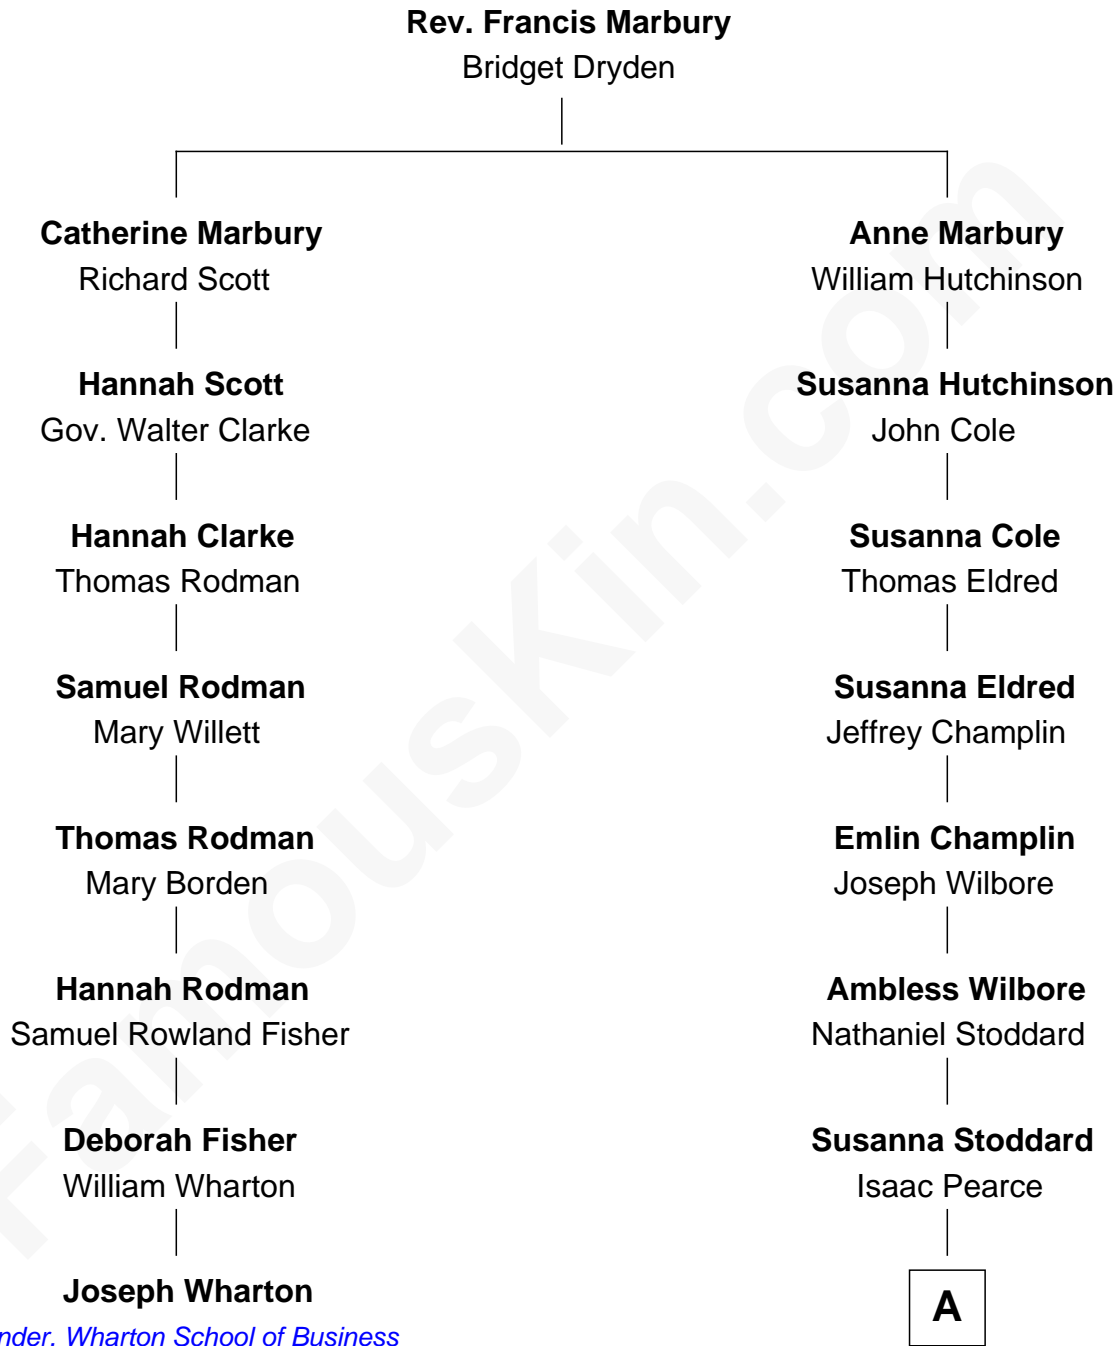 Rev. Francis Marbury
Bridget Dryden
Catherine Marbury
Richard Scott
Hannah Scott
Gov. Walter Clarke
Hannah Clarke
Thomas Rodman
Samuel Rodman
Mary Willett
Thomas Rodman
Mary Borden
Hannah Rodman
Samuel Rowland Fisher
Deborah Fisher
William Wharton
Joseph Wharton
nder, Wharton School of Business
Anne Marbury
William Hutchinson
Susanna Hutchinson
John Cole
Susanna Cole
Thomas Eldred
Susanna Eldred
Jeffrey Champlin
Emlin Champlin
Joseph Wilbore
Ambless Wilbore
Nathaniel Stoddard
Susanna Stoddard
Isaac Pearce
A
FamousKin.com